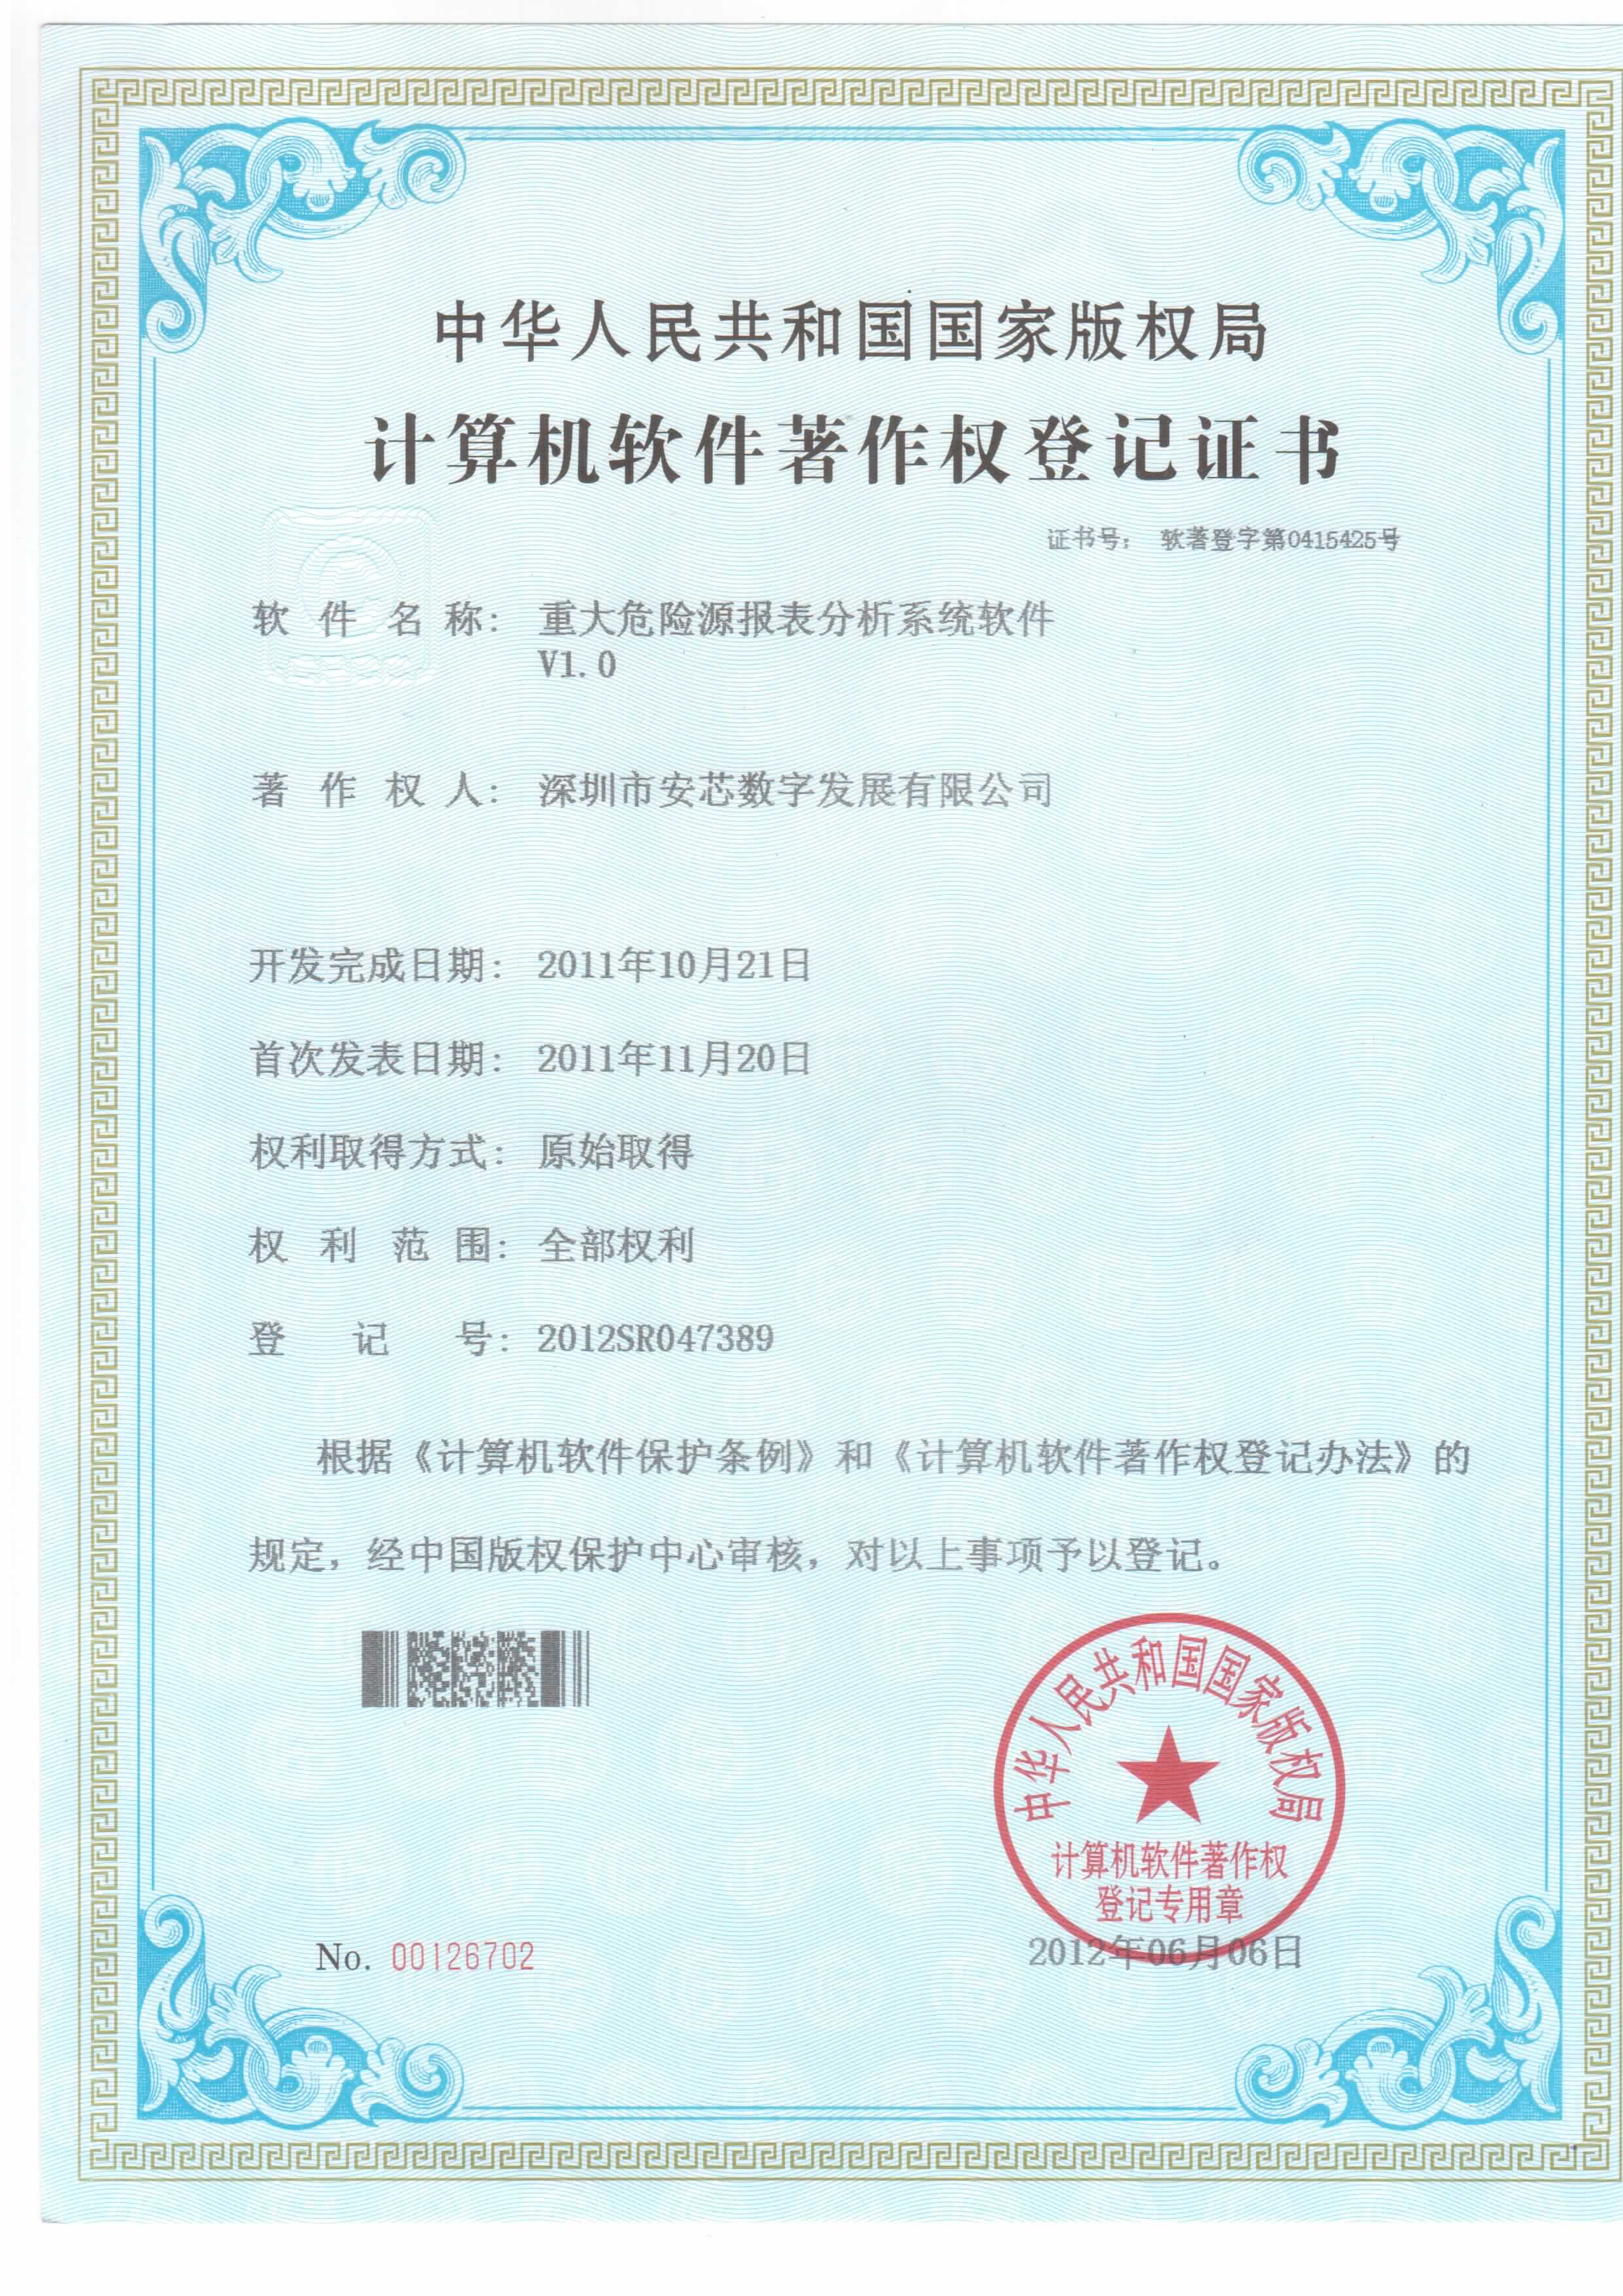 中华人民共和国国家版权局
计算机软件著作权登记证书
证书号： 软著登字第0415425号
软件名称： 重大危险源报表分析系统软件
V1.0
著作权人： 深圳市安芯数字发展有限公司
开发完成日期： 2011年10月21日
首次发表日期： 2011年11月20日
权利取得方式： 原始取得
权利范围： 全部权利
登记号： 2012SR047389
根据《计算机软件保护条例》和《计算机软件著作权登记办法》的
规定，经中国版权保护中心审核，对以上事项予以登记。
中华人民共和国国家版权局
计算机软件著作权
登记专用章
No. 00126702
2012年06月06日